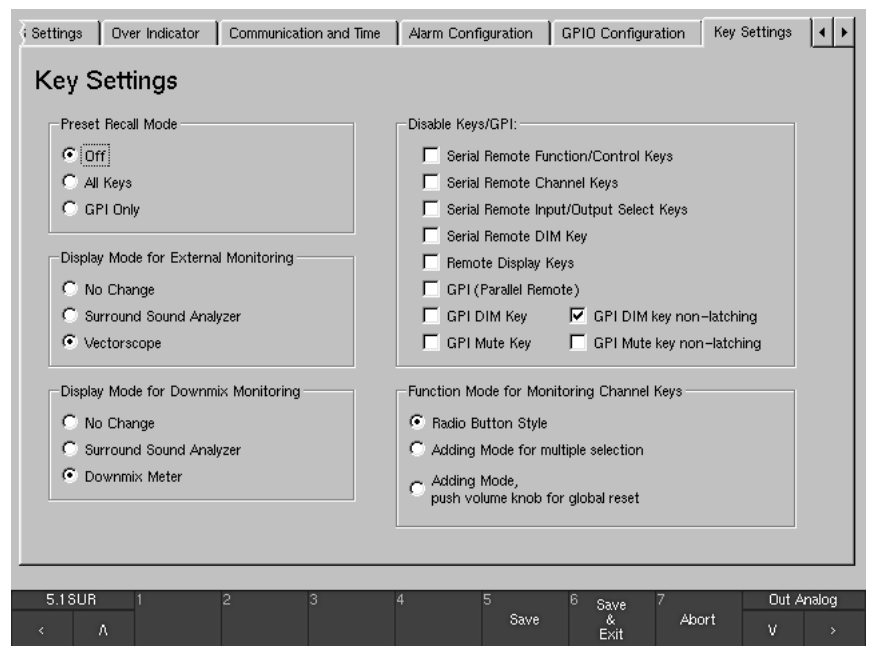 Settings
Over Indicator
Communication and Time
Alarm Configuration
GPIO Configuration
Key Settings
Key Settings
Preset Recall Mode
Off
All Keys
GPI Only
Display Mode for External Monitoring
No Change
Surround Sound Analyzer
Vectorscope
Display Mode for Downmix Monitoring
No Change
Surround Sound Analyzer
Downmix Meter
Disable Keys/GPI:
Serial Remote Function/Control Keys
Serial Remote Channel Keys
Serial Remote Input/Output Select Keys
Serial Remote DIM Key
Remote Display Keys
GPI (Parallel Remote)
GPI DIM Key
GPI DIM key non-latching
GPI Mute Key
GPI Mute key non-latching
Function Mode for Monitoring Channel Keys
Radio Button Style
Adding Mode for multiple selection
Adding Mode,
push volume knob for global reset
5.1SUR
< Λ
1
2
3
4
5
Save
6
Save
&
Exit
7
Abort
Out Analog
V >